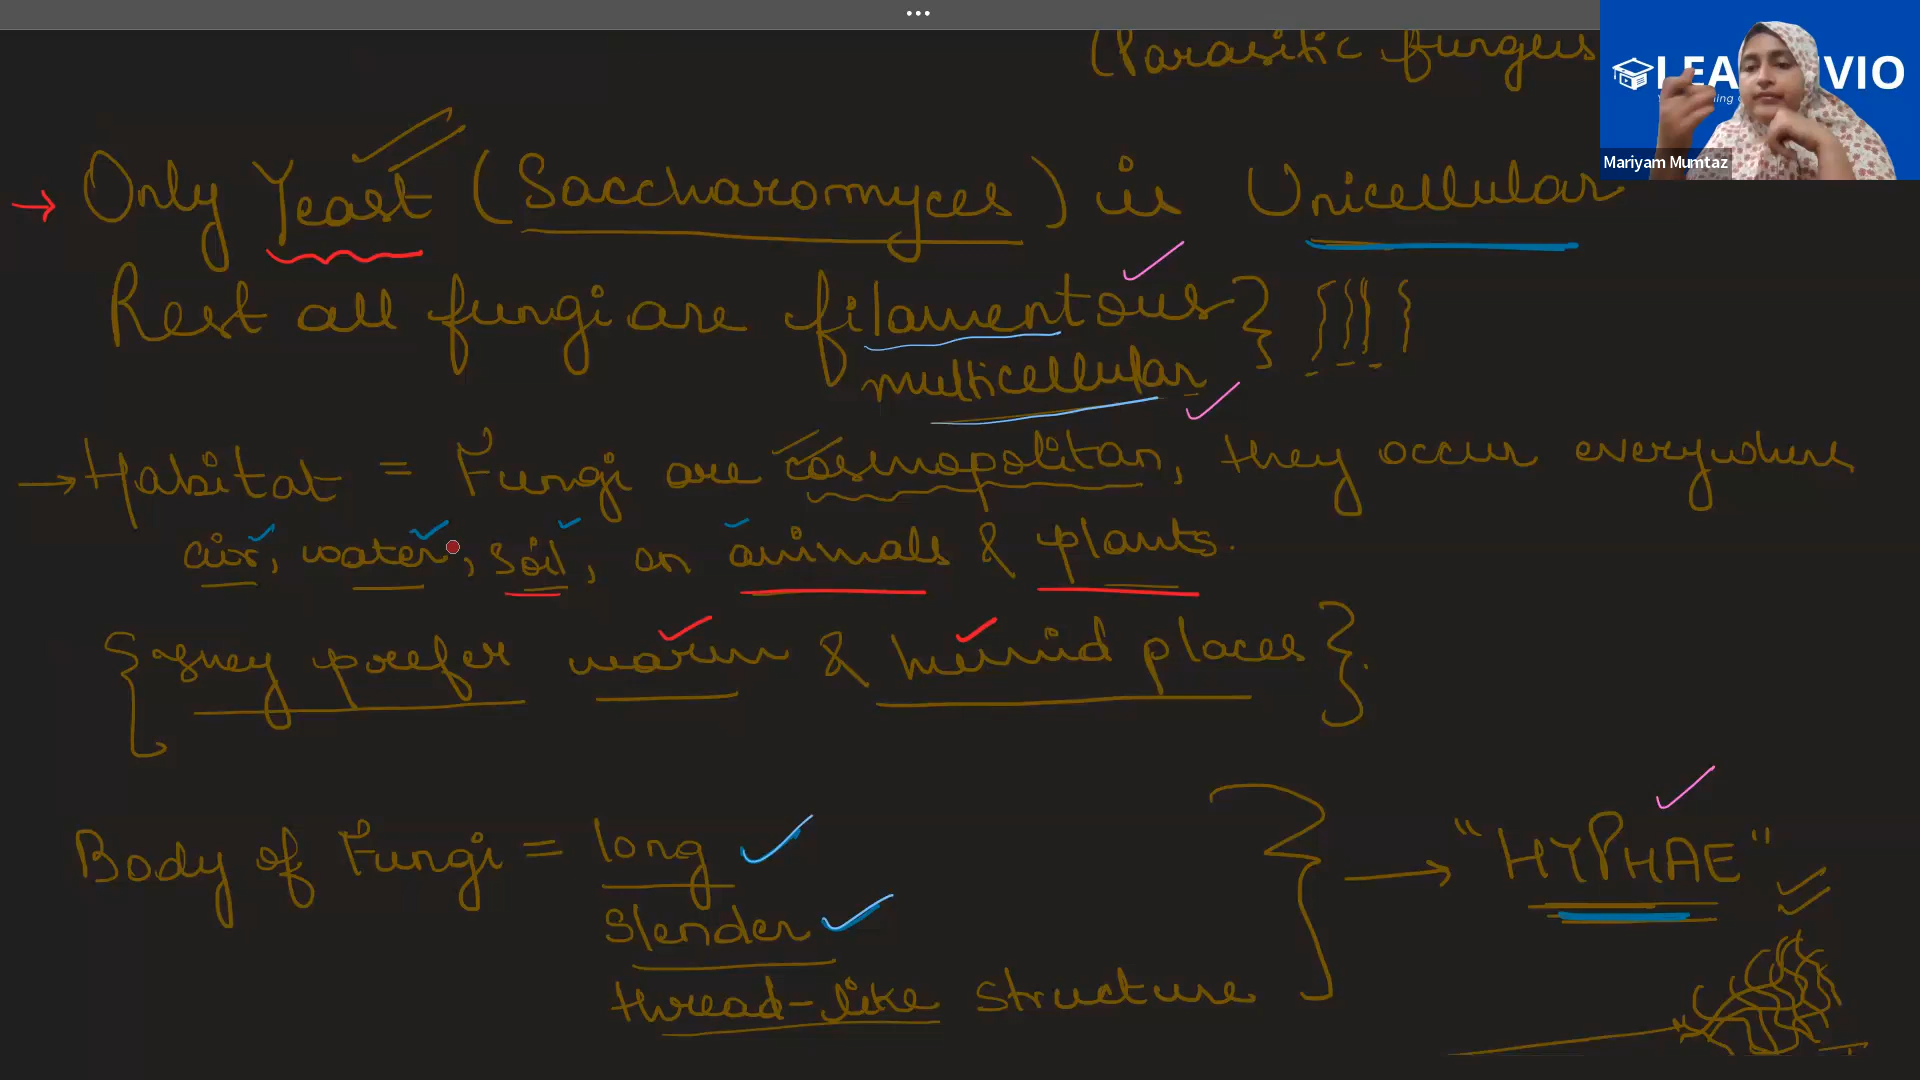 (Parasitic fungus
LEA VIO
ning
Mariyam Mumtaz
→ Only Yeast (Saccharomyces) is Unicellular
Rest all fungi are filamentous
multicellular
→ Habitat = Fungi are cosmopolitan, they occur everywhere
air, water, soil, on animals & plants.
{They prefer warm & humid places}.
Body of Fungi = long
slender
thread-like structure
→ "HYPHAE"